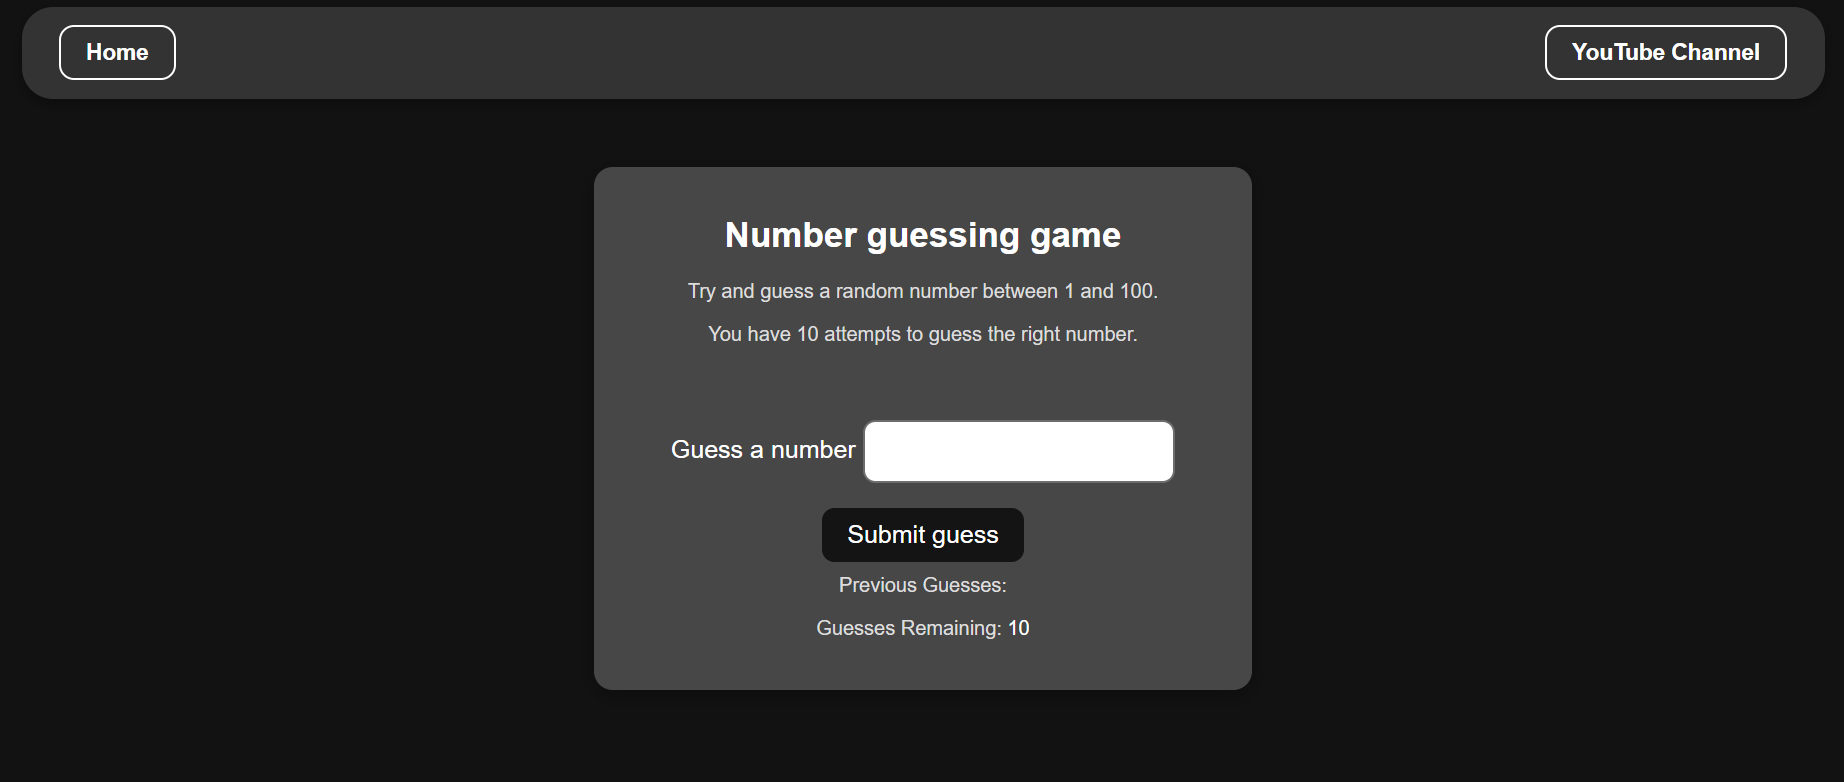 Home
YouTube Channel
Number guessing game
Try and guess a random number between 1 and 100.
You have 10 attempts to guess the right number.
Guess a number
Submit guess
Previous Guesses:
Guesses Remaining: 10